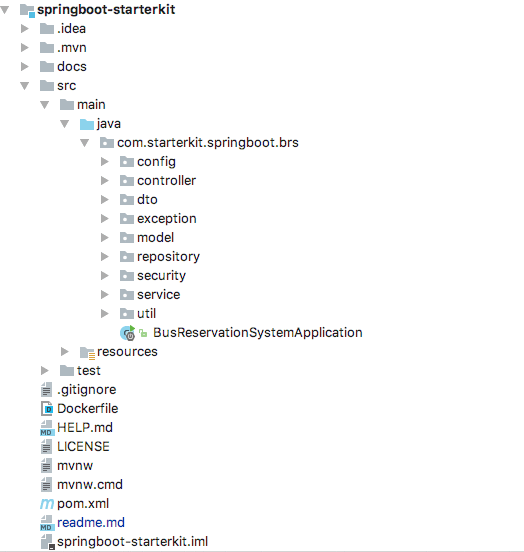 springboot-starterkit
.idea
.mvn
docs
src
main
java
com.starterkit.springboot.brs
config
controller
dto
exception
model
repository
security
service
util
BusReservationSystemApplication
resources
test
.gitignore
Dockerfile
HELP.md
LICENSE
mvnw
mvnw.cmd
pom.xml
readme.md
springboot-starterkit.iml